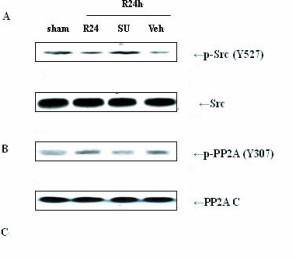 R24h
A
sham R24 SU Veh
←p-Src (Y527)
←Src
B
←p-PP2A (Y307)
←PP2A C
C